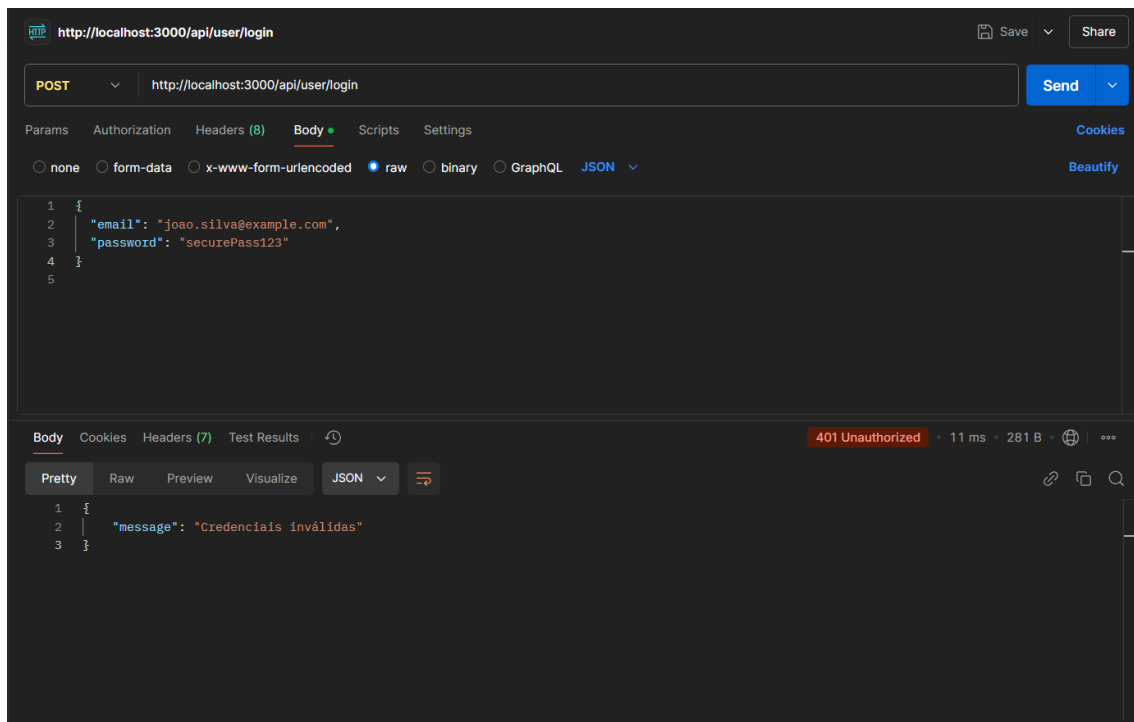 HTTP http://localhost:3000/api/user/login Save Share
POST http://localhost:3000/api/user/login Send
Params Authorization Headers (8) Body Scripts Settings Cookies
none form-data x-www-form-urlencoded raw binary GraphQL JSON Beautify
1 {
2 "email": "joao.silva@example.com",
3 "password": "securePass123"
4 }
5
Body Cookies Headers (7) Test Results 401 Unauthorized 11 ms 281 B
Pretty Raw Preview Visualize JSON
1 {
2 "message": "Credenciais inválidas"
3 }